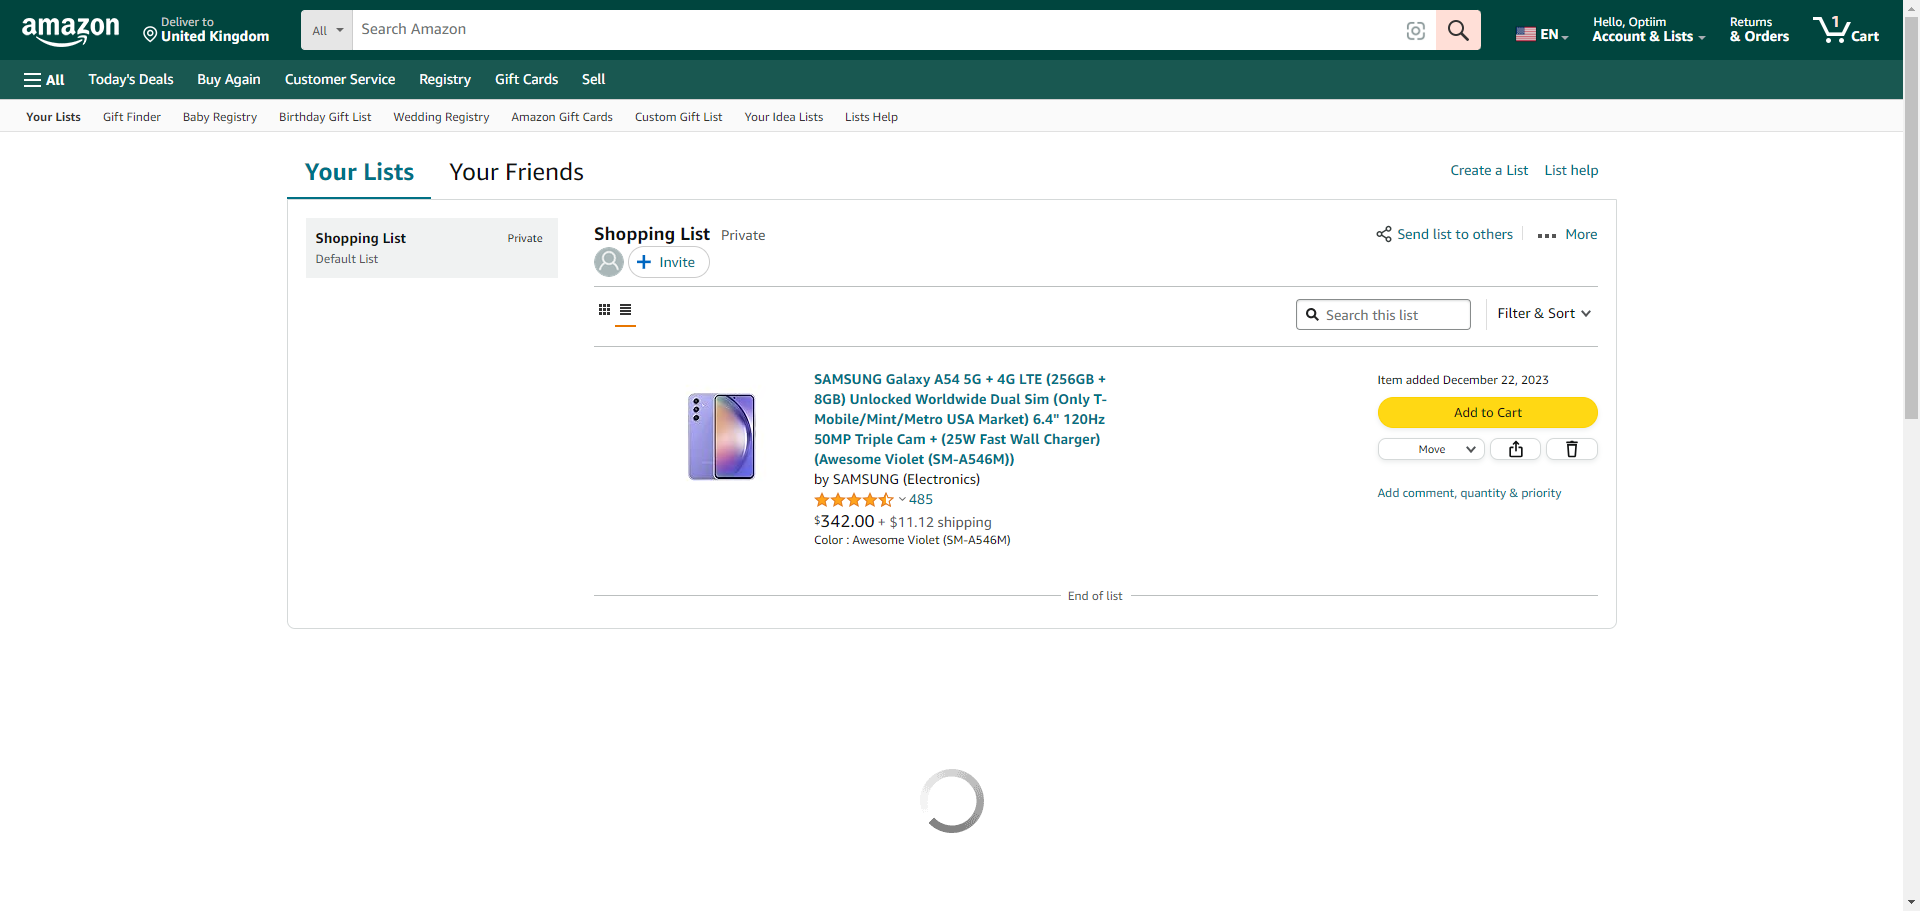 amazon
Deliver to
United Kingdom
All
Search Amazon
EN
Hello, Optiim
Account & Lists
Returns
& Orders
1
Cart
All
Today's Deals
Buy Again
Customer Service
Registry
Gift Cards
Sell
Your Lists
Gift Finder
Baby Registry
Birthday Gift List
Wedding Registry
Amazon Gift Cards
Custom Gift List
Your Idea Lists
Lists Help
Your Lists
Your Friends
Create a List
List help
Shopping List
Private
Default List
Shopping List
Private
Send list to others
More
Invite
Search this list
Filter & Sort
SAMSUNG Galaxy A54 5G + 4G LTE (256GB +
8GB) Unlocked Worldwide Dual Sim (Only T-
Mobile/Mint/Metro USA Market) 6.4" 120Hz
50MP Triple Cam + (25W Fast Wall Charger)
(Awesome Violet (SM-A546M))
by SAMSUNG (Electronics)
485
$342.00 + $11.12 shipping
Color : Awesome Violet (SM-A546M)
Item added December 22, 2023
Add to Cart
Move
Add comment, quantity & priority
End of list